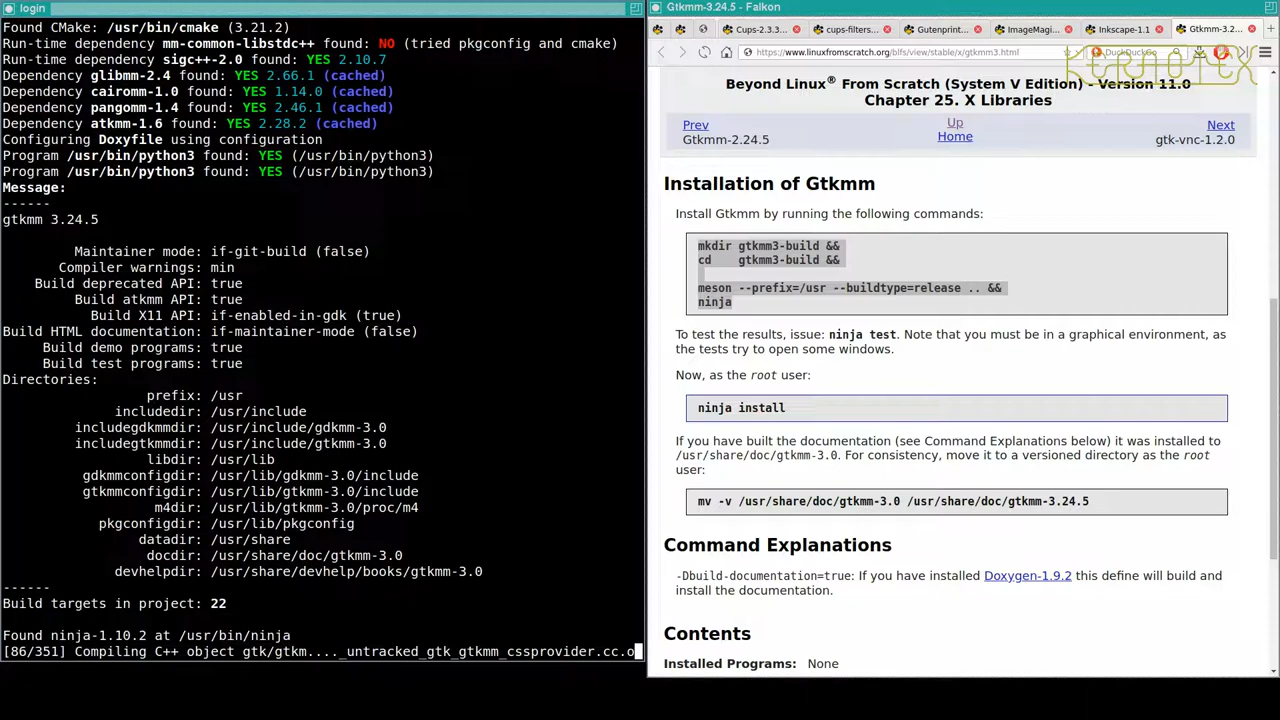 login
Found CMake: /usr/bin/cmake (3.21.2)
Run-time dependency mm-common-libstdc++ found: NO (tried pkgconfig and cmake)
Run-time dependency sigc++-2.0 found: YES 2.10.7
Dependency glibmm-2.4 found: YES 2.66.1 (cached)
Dependency cairomm-1.0 found: YES 1.14.0 (cached)
Dependency pangomm-1.4 found: YES 2.46.1 (cached)
Dependency atkmm-1.6 found: YES 2.28.2 (cached)
Configuring Doxyfile using configuration
Program /usr/bin/python3 found: YES (/usr/bin/python3)
Program /usr/bin/python3 found: YES (/usr/bin/python3)
Message:
------
gtkmm 3.24.5
Maintainer mode: if-git-build (false)
Compiler warnings: min
Build deprecated API: true
Build atkmm API: true
Build X11 API: if-enabled-in-gdk (true)
Build HTML documentation: if-maintainer-mode (false)
Build demo programs: true
Build test programs: true
Directories:
prefix: /usr
includedir: /usr/include
includegdkmmdir: /usr/include/gdkmm-3.0
includegtkmmdir: /usr/include/gtkmm-3.0
libdir: /usr/lib
gdkmmconfigdir: /usr/lib/gdkmm-3.0/include
gtkmmconfigdir: /usr/lib/gtkmm-3.0/include
m4dir: /usr/lib/gtkmm-3.0/proc/m4
pkgconfigdir: /usr/lib/pkgconfig
datadir: /usr/share
docdir: /usr/share/doc/gtkmm-3.0
devhelpdir: /usr/share/devhelp/books/gtkmm-3.0
------
Build targets in project: 22
Found ninja-1.10.2 at /usr/bin/ninja
[86/351] Compiling C++ object gtk/gtkm...._untracked_gtk_gtkmm_cssprovider.cc.o
Gtkmm-3.24.5 - Falkon
Cups-2.3.3... cups-filters... Gutenprint... ImageMagi... Inkscape-1.1 Gtkmm-3.2...
https://www.linuxfromscratch.org/blfs/view/stable/x/gtkmm3.html DuckDuckGo
KERNOTEX
Beyond Linux® From Scratch (System V Edition) - Version 11.0
Chapter 25. X Libraries
Prev Up Next
Gtkmm-2.24.5 Home gtk-vnc-1.2.0
Installation of Gtkmm
Install Gtkmm by running the following commands:
mkdir gtkmm3-build &&
cd    gtkmm3-build &&
meson --prefix=/usr --buildtype=release .. &&
ninja
To test the results, issue: ninja test. Note that you must be in a graphical environment, as
the tests try to open some windows.
Now, as the root user:
ninja install
If you have built the documentation (see Command Explanations below) it was installed to
/usr/share/doc/gtkmm-3.0. For consistency, move it to a versioned directory as the root
user:
mv -v /usr/share/doc/gtkmm-3.0 /usr/share/doc/gtkmm-3.24.5
Command Explanations
-Dbuild-documentation=true: If you have installed Doxygen-1.9.2 this define will build and
install the documentation.
Contents
Installed Programs: None